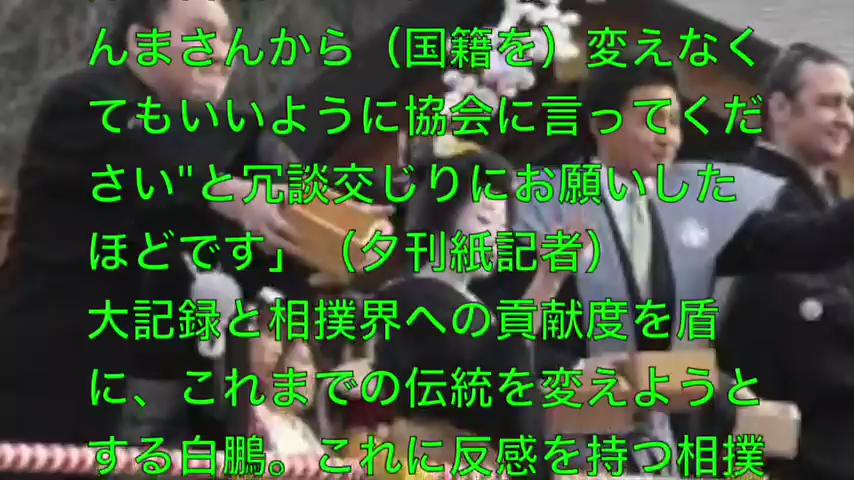 んまさんから（国籍を）変えなく
てもいいように協会に言ってくだ
さい"と冗談交じりにお願いした
ほどです」（夕刊紙記者）
大記録と相撲界への貢献度を盾
に、これまでの伝統を変えようと
する白鵬。これに反感を持つ相撲